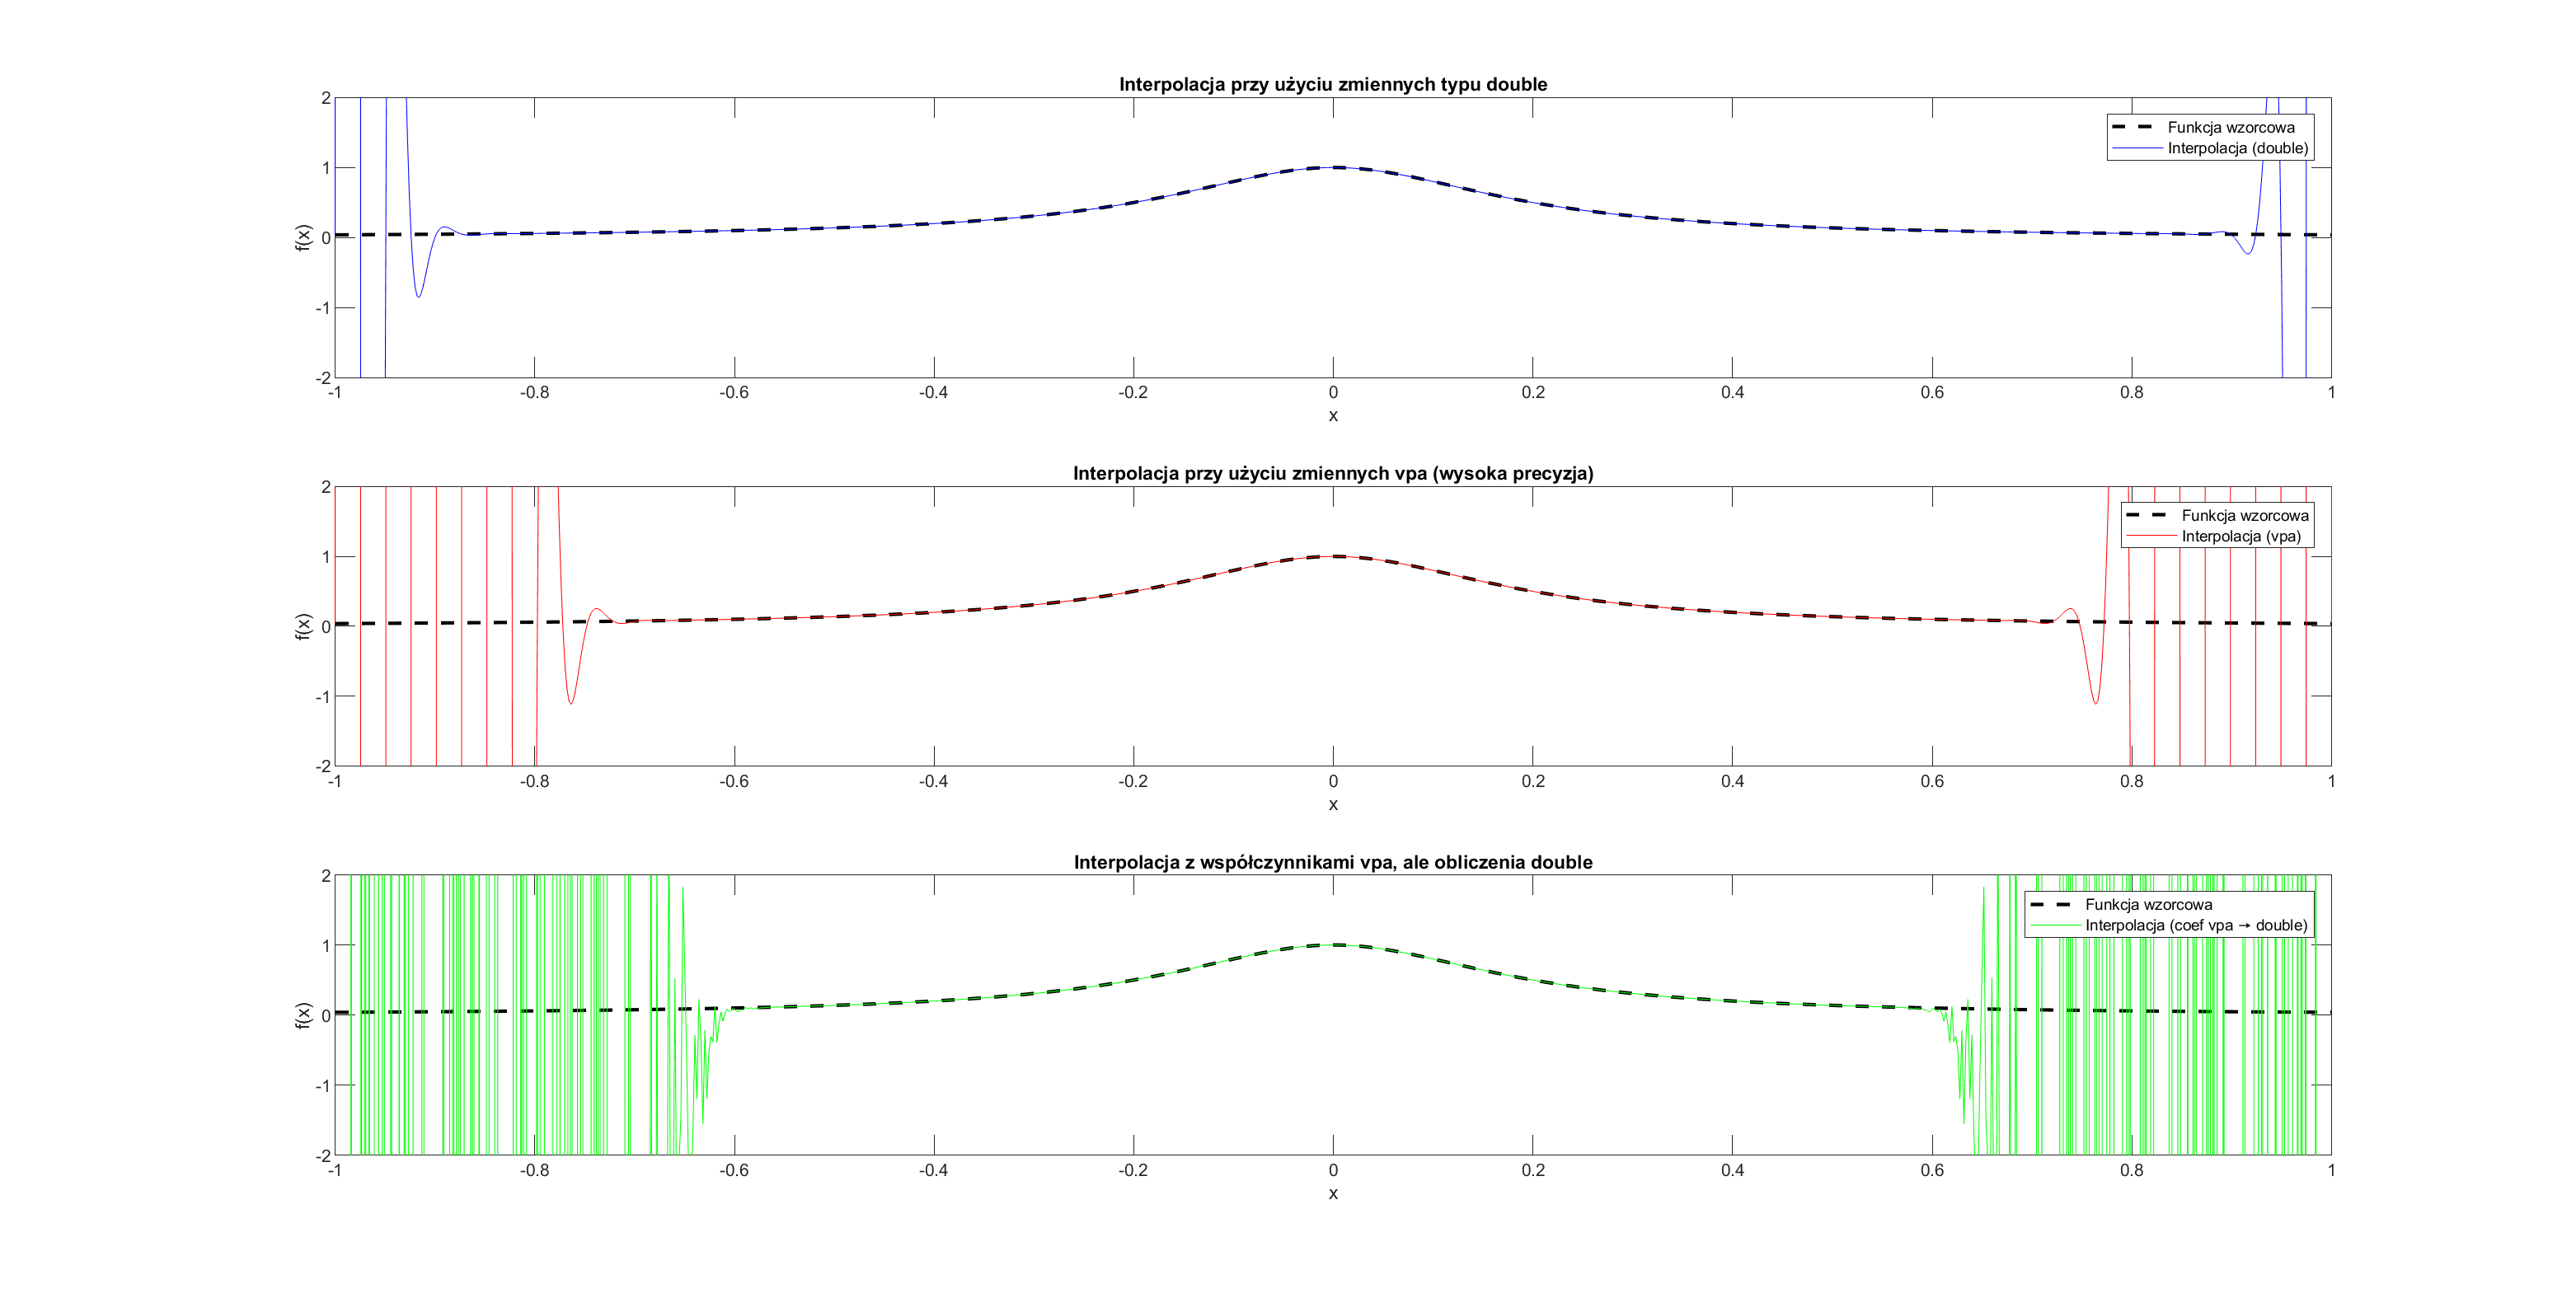 Interpolacja przy użyciu zmiennych typu double
2
1
0
-1
-2
f(x)
Funkcja wzorcowa
Interpolacja (double)
-1 -0.8 -0.6 -0.4 -0.2 0 0.2 0.4 0.6 0.8 1
x
Interpolacja przy użyciu zmiennych vpa (wysoka precyzja)
2
1
0
-1
-2
f(x)
Funkcja wzorcowa
Interpolacja (vpa)
-1 -0.8 -0.6 -0.4 -0.2 0 0.2 0.4 0.6 0.8 1
x
Interpolacja z współczynnikami vpa, ale obliczenia double
2
1
0
-1
-2
f(x)
Funkcja wzorcowa
Interpolacja (coef vpa → double)
-1 -0.8 -0.6 -0.4 -0.2 0 0.2 0.4 0.6 0.8 1
x